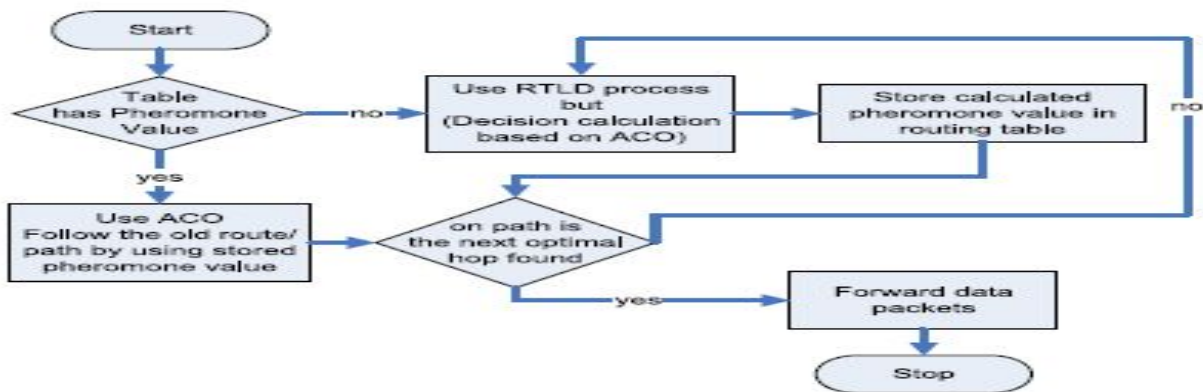 Start
Table
has Pheromone
Value
no
Use RTLD process
but
(Decision calculation
based on ACO)
Store calculated
pheromone value in
routing table
no
yes
Use ACO
Follow the old route/
path by using stored
pheromone value
on path is
the next optimal
hop found
yes
Forward data
packets
Stop